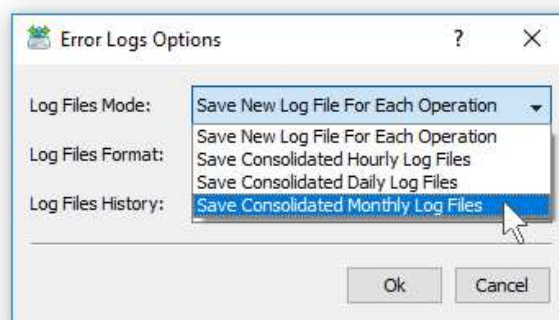 Error Logs Options
?
Log Files Mode:
Save New Log File For Each Operation
Save New Log File For Each Operation
Log Files Format:
Save Consolidated Hourly Log Files
Save Consolidated Daily Log Files
Log Files History:
Save Consolidated Monthly Log Files
Ok
Cancel